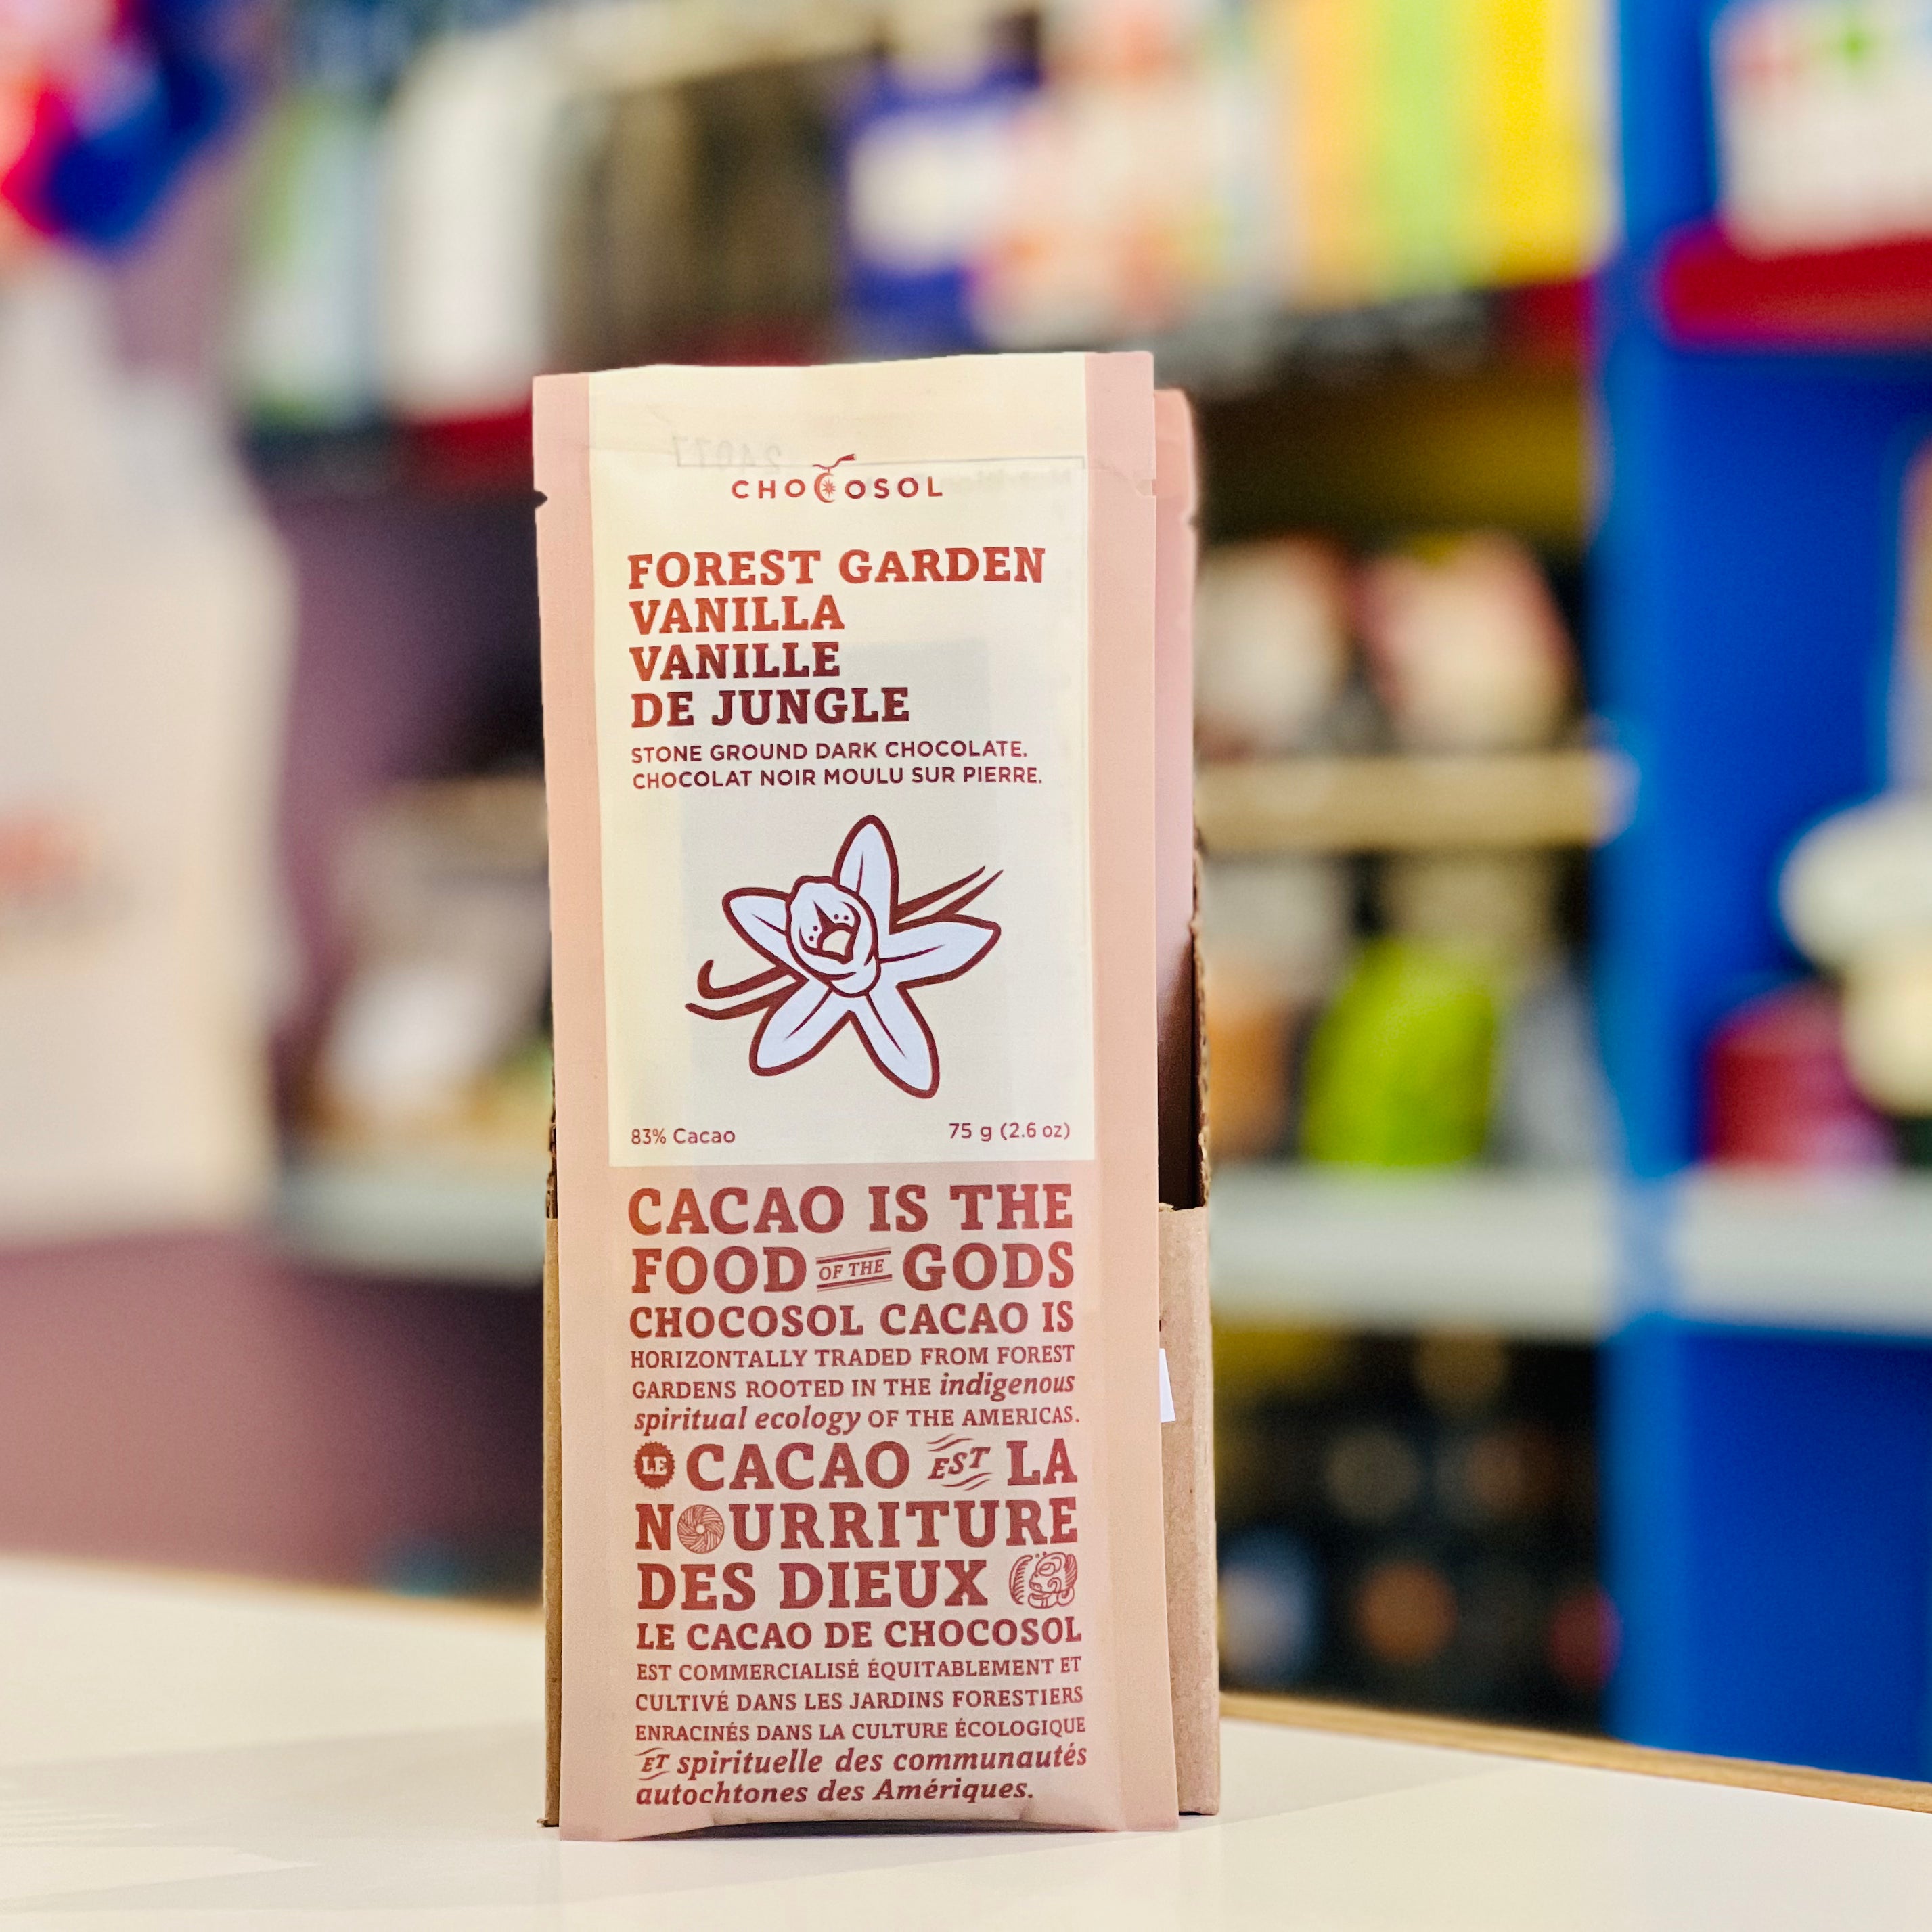 CHOCOSOL
FOREST GARDEN
VANILLA
VANILLE
DE JUNGLE
STONE GROUND DARK CHOCOLATE.
CHOCOLAT NOIR MOULU SUR PIERRE.
83% Cacao 75 g (2.6 oz)
CACAO IS THE
FOOD OF THE GODS
CHOCOSOL CACAO IS
HORIZONTALLY TRADED FROM FOREST
GARDENS ROOTED IN THE indigenous
spiritual ecology OF THE AMERICAS.
LE CACAO EST LA
NOURRITURE
DES DIEUX
LE CACAO DE CHOCOSOL
EST COMMERCIALISÉ ÉQUITABLEMENT ET
CULTIVÉ DANS LES JARDINS FORESTIERS
ENRACINÉS DANS LA CULTURE ÉCOLOGIQUE
ET spirituelle des communautés
autochtones des Amériques.